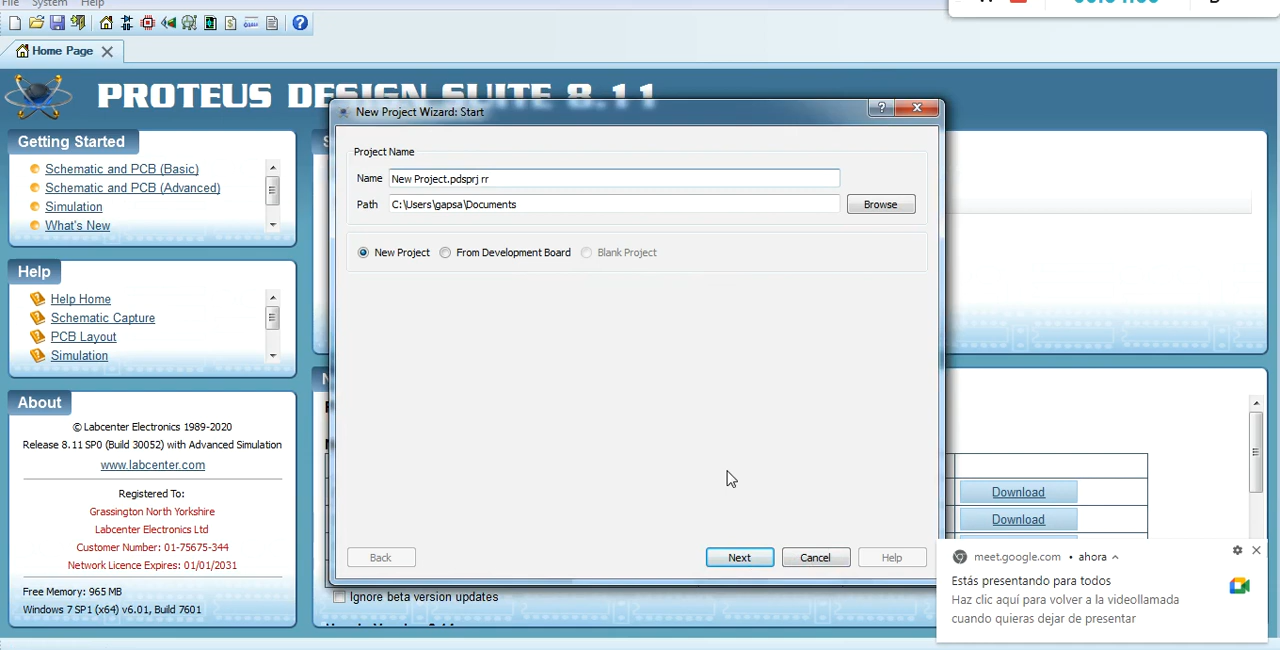 File System Help
Home Page
PROTEUS DESIGN SUITE 8.11
New Project Wizard: Start
Project Name
Name New Project.pdsprj rr
Path C:\Users\gapsa\Documents Browse
New Project From Development Board Blank Project
Back Next Cancel Help
Getting Started
Schematic and PCB (Basic)
Schematic and PCB (Advanced)
Simulation
What's New
Help
Help Home
Schematic Capture
PCB Layout
Simulation
About
© Labcenter Electronics 1989-2020
Release 8.11 SP0 (Build 30052) with Advanced Simulation
www.labcenter.com
Registered To:
Grassington North Yorkshire
Labcenter Electronics Ltd
Customer Number: 01-75675-344
Network Licence Expires: 01/01/2031
Free Memory: 965 MB
Windows 7 SP1 (x64) v6.01, Build 7601
Download
Download
Ignore beta version updates
meet.google.com • ahora
Estás presentando para todos
Haz clic aquí para volver a la videollamada
cuando quieras dejar de presentar